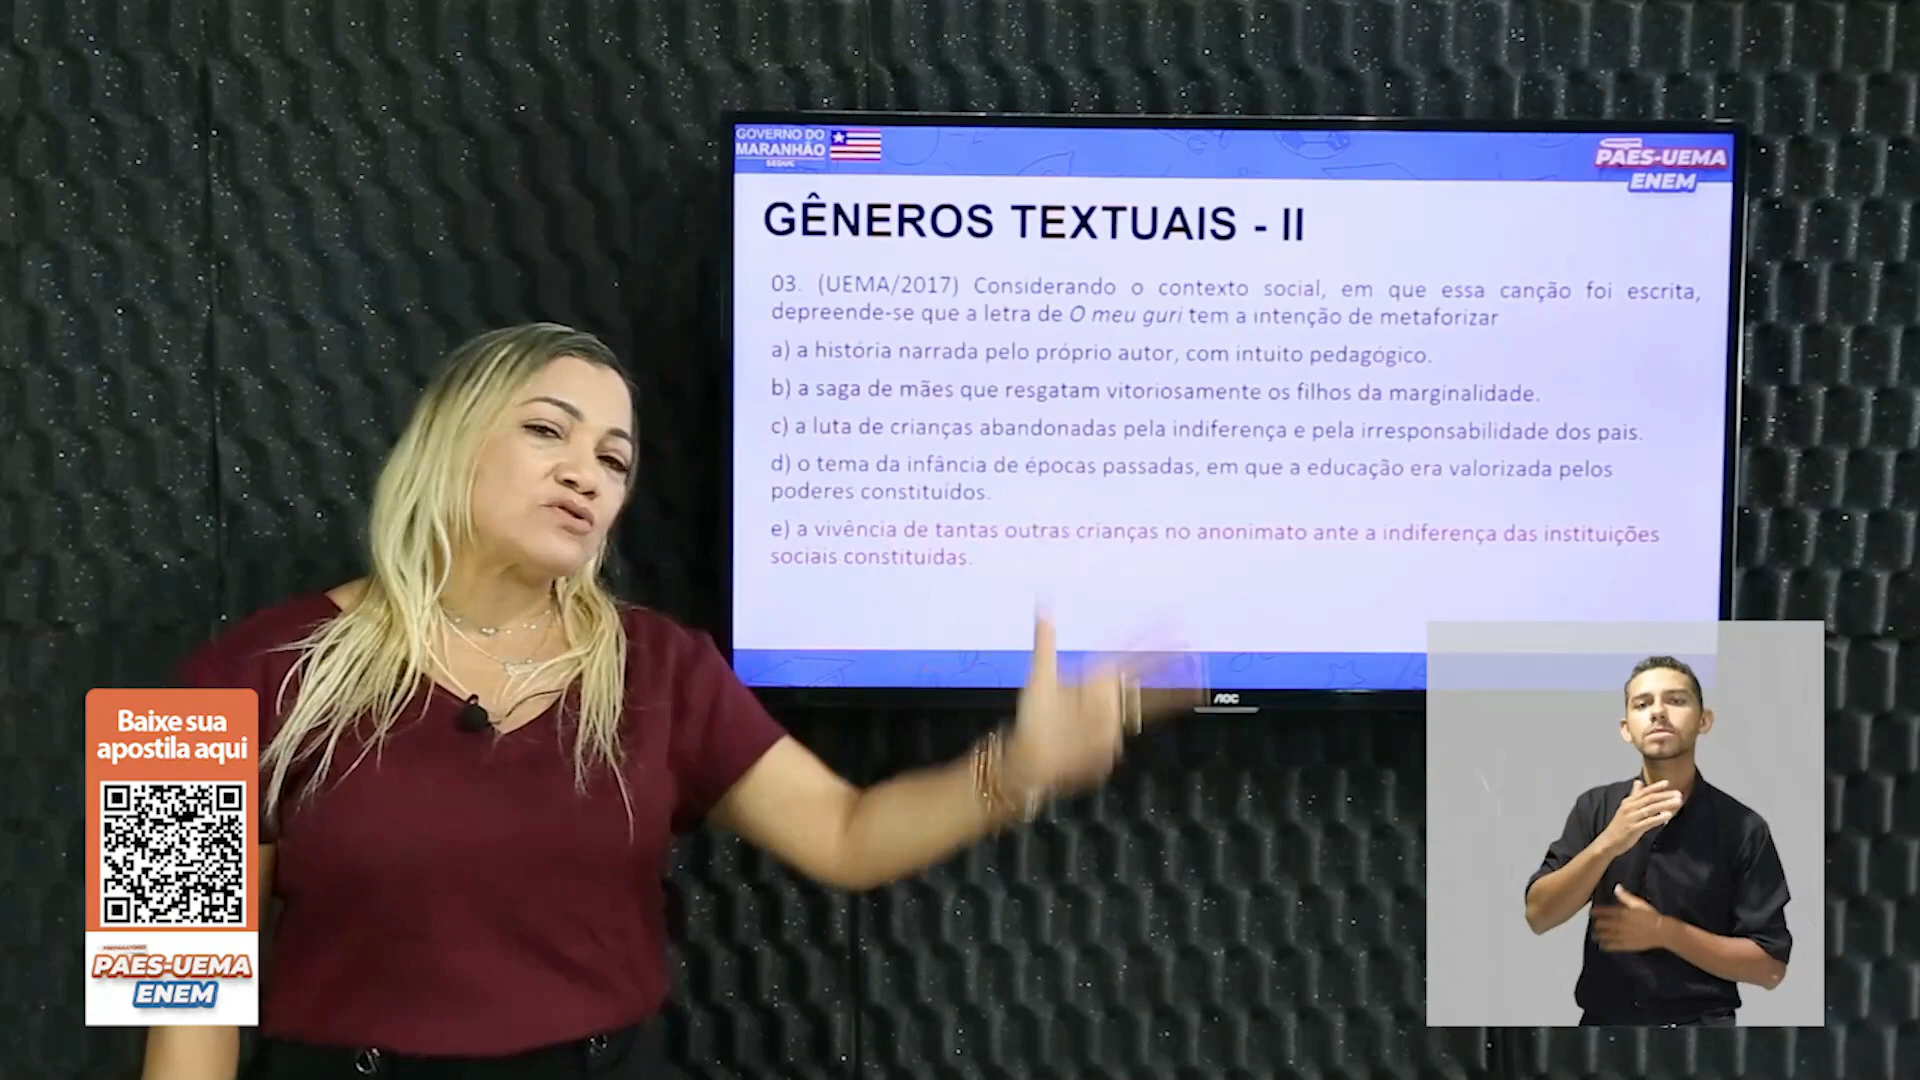 GOVERNO DO
MARANHÃO
SEDUC
PAES-UEMA
ENEM
GÊNEROS TEXTUAIS - II
03. (UEMA/2017) Considerando o contexto social, em que essa canção foi escrita,
depreende-se que a letra de O meu guri tem a intenção de metaforizar
a) a história narrada pelo próprio autor, com intuito pedagógico.
b) a saga de mães que resgatam vitoriosamente os filhos da marginalidade.
c) a luta de crianças abandonadas pela indiferença e pela irresponsabilidade dos pais.
d) o tema da infância de épocas passadas, em que a educação era valorizada pelos
poderes constituídos.
e) a vivência de tantas outras crianças no anonimato ante a indiferença das instituições
sociais constituídas.
AOC
Baixe sua
apostila aqui
PREPARATÓRIO
PAES-UEMA
ENEM